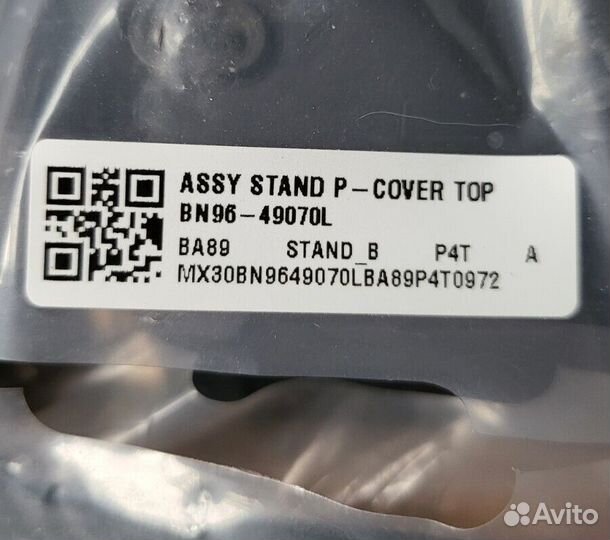 ASSY STAND P-COVER TOP
BN96-49070L
BA89 STAND_B P4T A
MX30BN9649070LBA89P4T0972
Avito